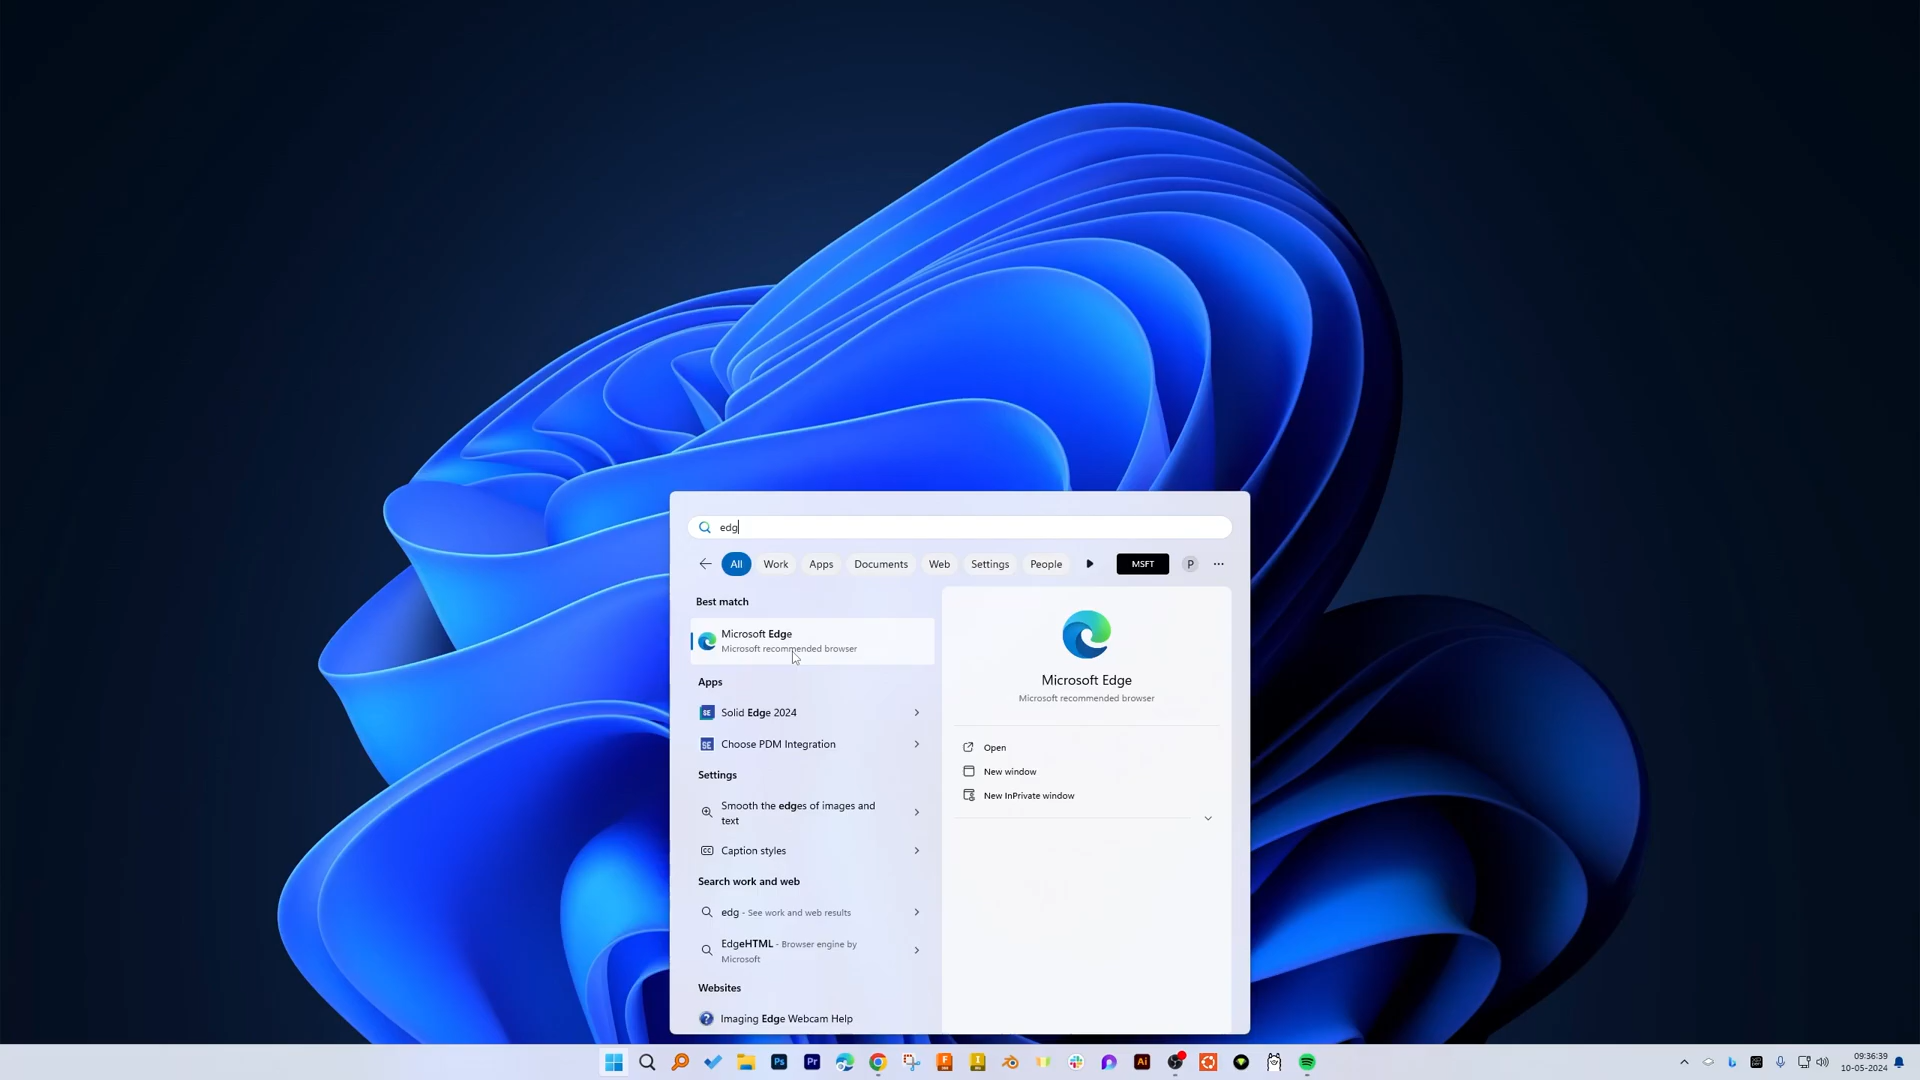 edg
All Work Apps Documents Web Settings People MSFT P
Best match
Microsoft Edge
Microsoft recommended browser
Apps
Solid Edge 2024
Choose PDM Integration
Settings
Smooth the edges of images and
text
Caption styles
Search work and web
edg - See work and web results
EdgeHTML - Browser engine by
Microsoft
Websites
Imaging Edge Webcam Help
Microsoft Edge
Microsoft recommended browser
Open
New window
New InPrivate window
Ps Pr Ai
09:36:39
10-05-2024